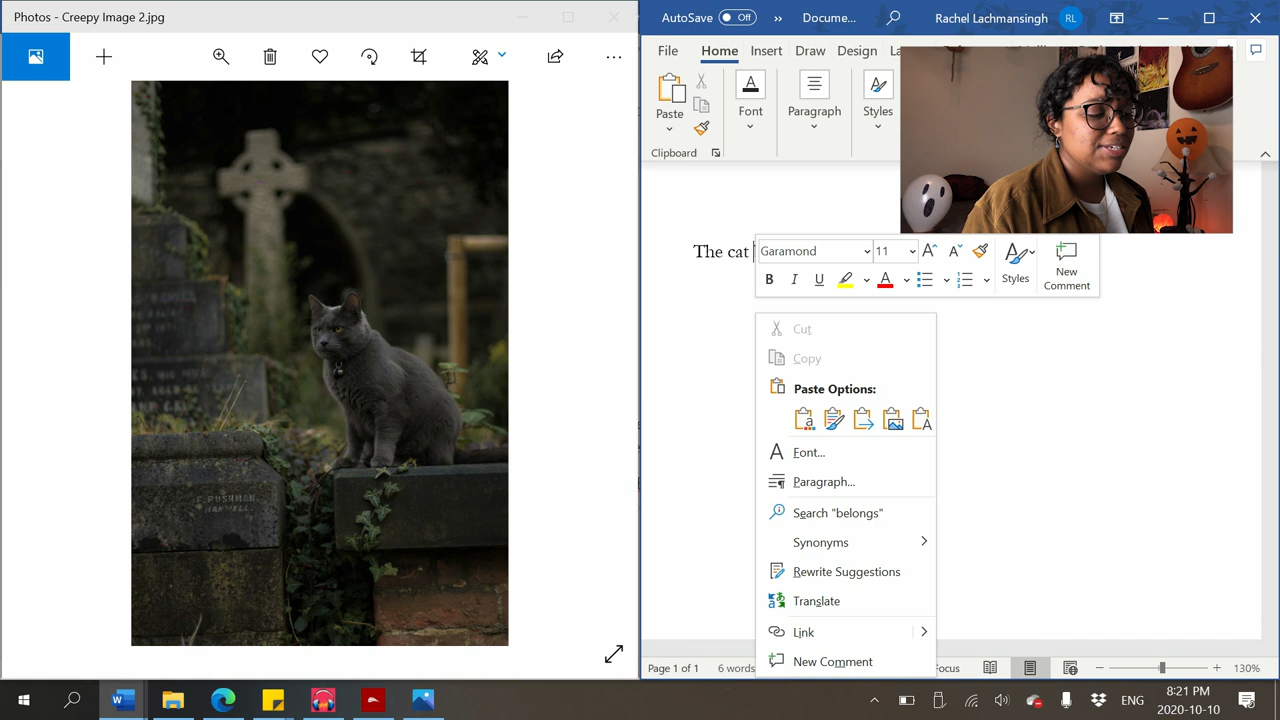 Photos - Creepy Image 2.jpg
AutoSave Off Docume... Rachel Lachmansingh RL
File Home Insert Draw Design
Paste Font Paragraph Styles
Clipboard
The cat
Garamond 11
B I U A Styles New Comment
Cut
Copy
Paste Options:
Font...
Paragraph...
Search "belongs"
Synonyms
Rewrite Suggestions
Translate
Link
New Comment
Page 1 of 1 6 words ocus 130%
ENG 8:21 PM
2020-10-10